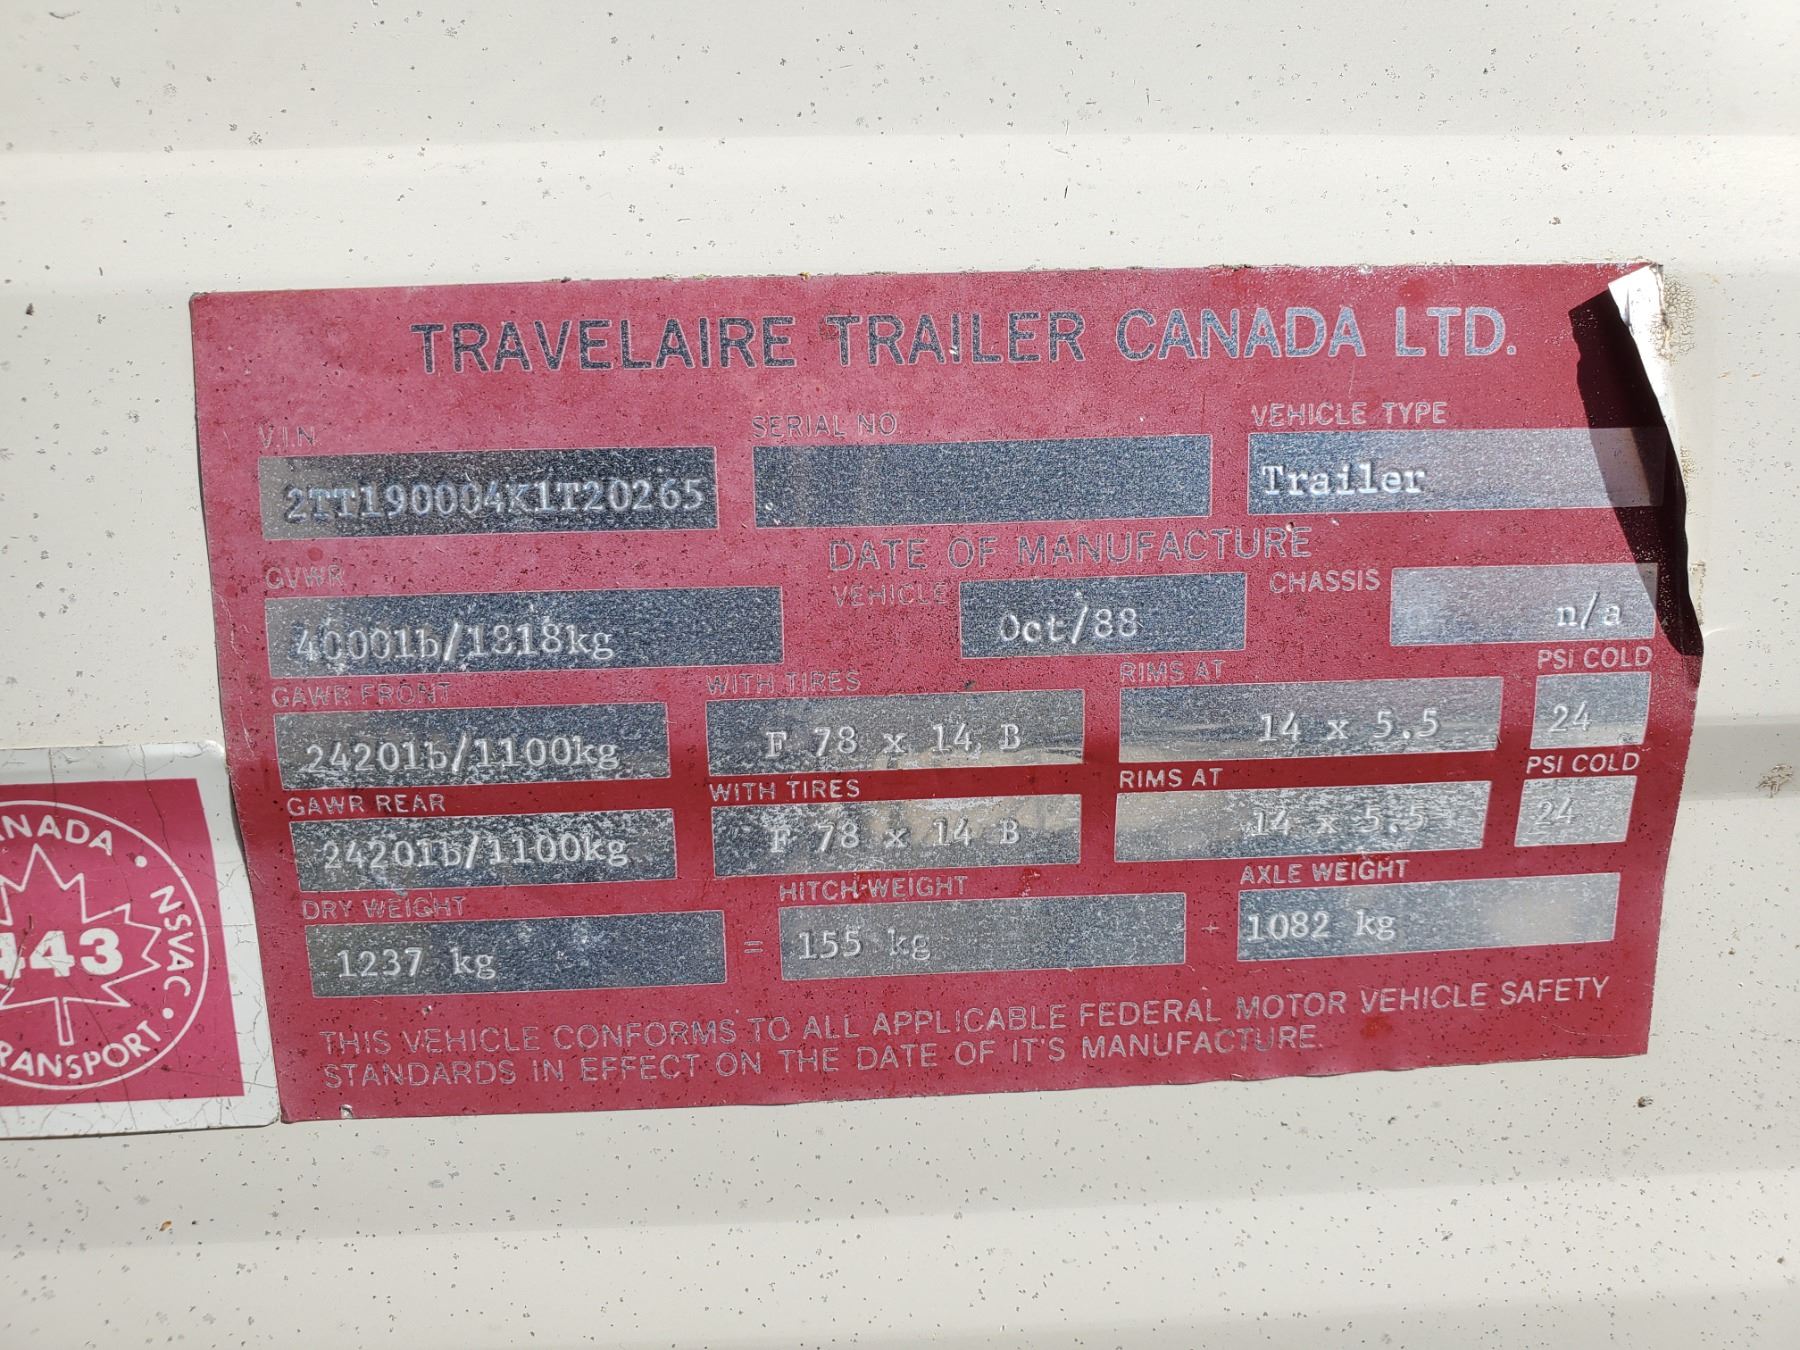 TRAVELAIRE TRAILER CANADA LTD.
V.I.N. SERIAL NO. VEHICLE TYPE
2TT190004K1T20265 Trailer
DATE OF MANUFACTURE
GVWR VEHICLE Oct/88 CHASSIS n/a
4000lb/1818kg
GAWR FRONT WITH TIRES RIMS AT PSI COLD
2420lb/1100kg F 78 x 14 B 14 x 5.5 24
GAWR REAR WITH TIRES RIMS AT PSI COLD
2420lb/1100kg F 78 x 14 B 14 x 5.5 24
DRY WEIGHT HITCH WEIGHT AXLE WEIGHT
1237 kg = 155 kg + 1082 kg
THIS VEHICLE CONFORMS TO ALL APPLICABLE FEDERAL MOTOR VEHICLE SAFETY
STANDARDS IN EFFECT ON THE DATE OF IT'S MANUFACTURE.
ANADA • NSVAC •
443
RANSPORT